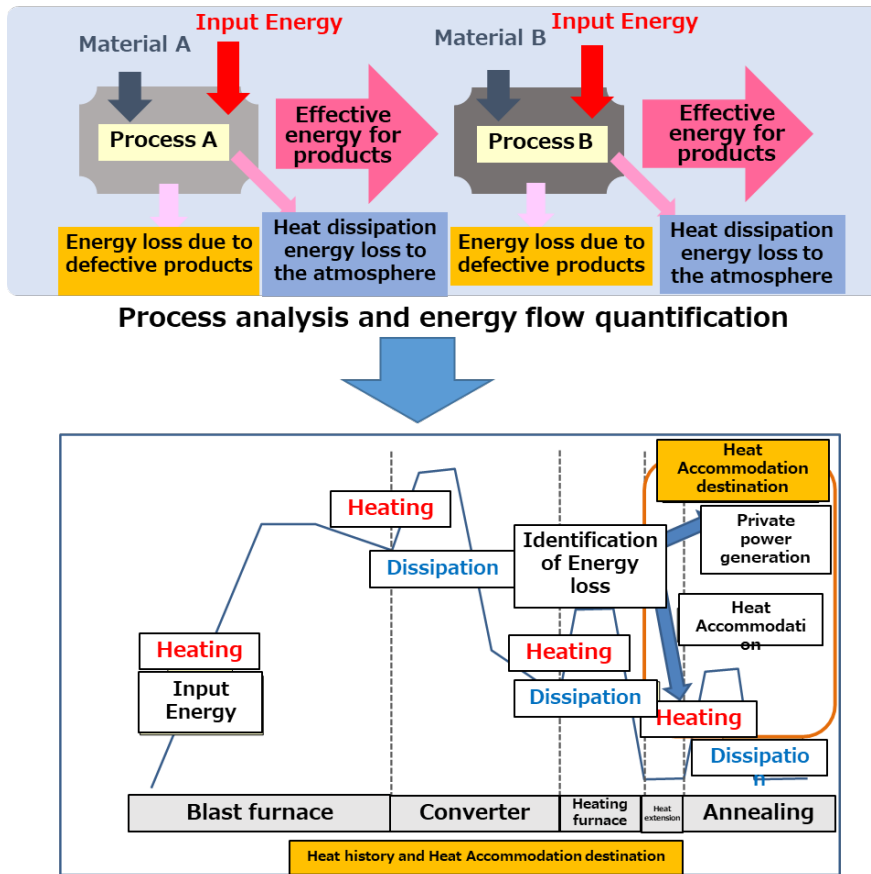 Material A
Input Energy
Process A
Effective
energy for
products
Energy loss due to
defective products
Heat dissipation
energy loss to
the atmosphere
Material B
Input Energy
Process B
Effective
energy for
products
Energy loss due to
defective products
Heat dissipation
energy loss to
the atmosphere
Process analysis and energy flow quantification
Heat
Accommodation
destination
Heating
Private
power
generation
Identification
of Energy
loss
Dissipation
Heat
Accommodati
on
Heating
Input
Energy
Heating
Dissipation
Heating
Dissipatio
n
Blast furnace
Converter
Heating
furnace
Heat
extension
Annealing
Heat history and Heat Accommodation destination